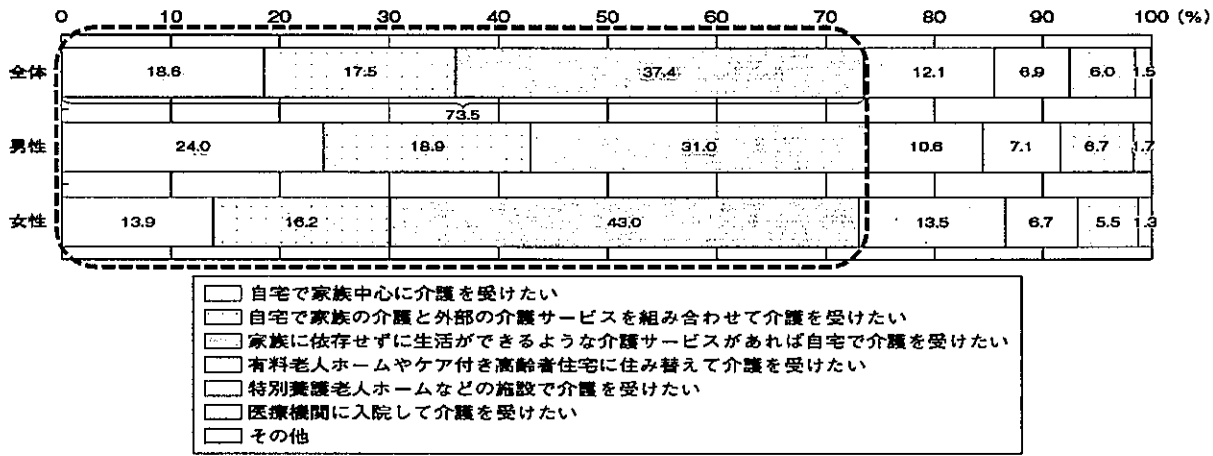 0 10 20 30 40 50 60 70 80 90 100 (%)
全体 18.6 17.5 37.4 12.1 6.9 6.0 1.5
73.5
男性 24.0 18.9 31.0 10.6 7.1 6.7 1.7
女性 13.9 16.2 43.0 13.5 6.7 5.5 1.3
自宅で家族中心に介護を受けたい
自宅で家族の介護と外部の介護サービスを組み合わせて介護を受けたい
家族に依存せずに生活ができるような介護サービスがあれば自宅で介護を受けたい
有料老人ホームやケア付き高齢者住宅に住み替えて介護を受けたい
特別養護老人ホームなどの施設で介護を受けたい
医療機関に入院して介護を受けたい
その他